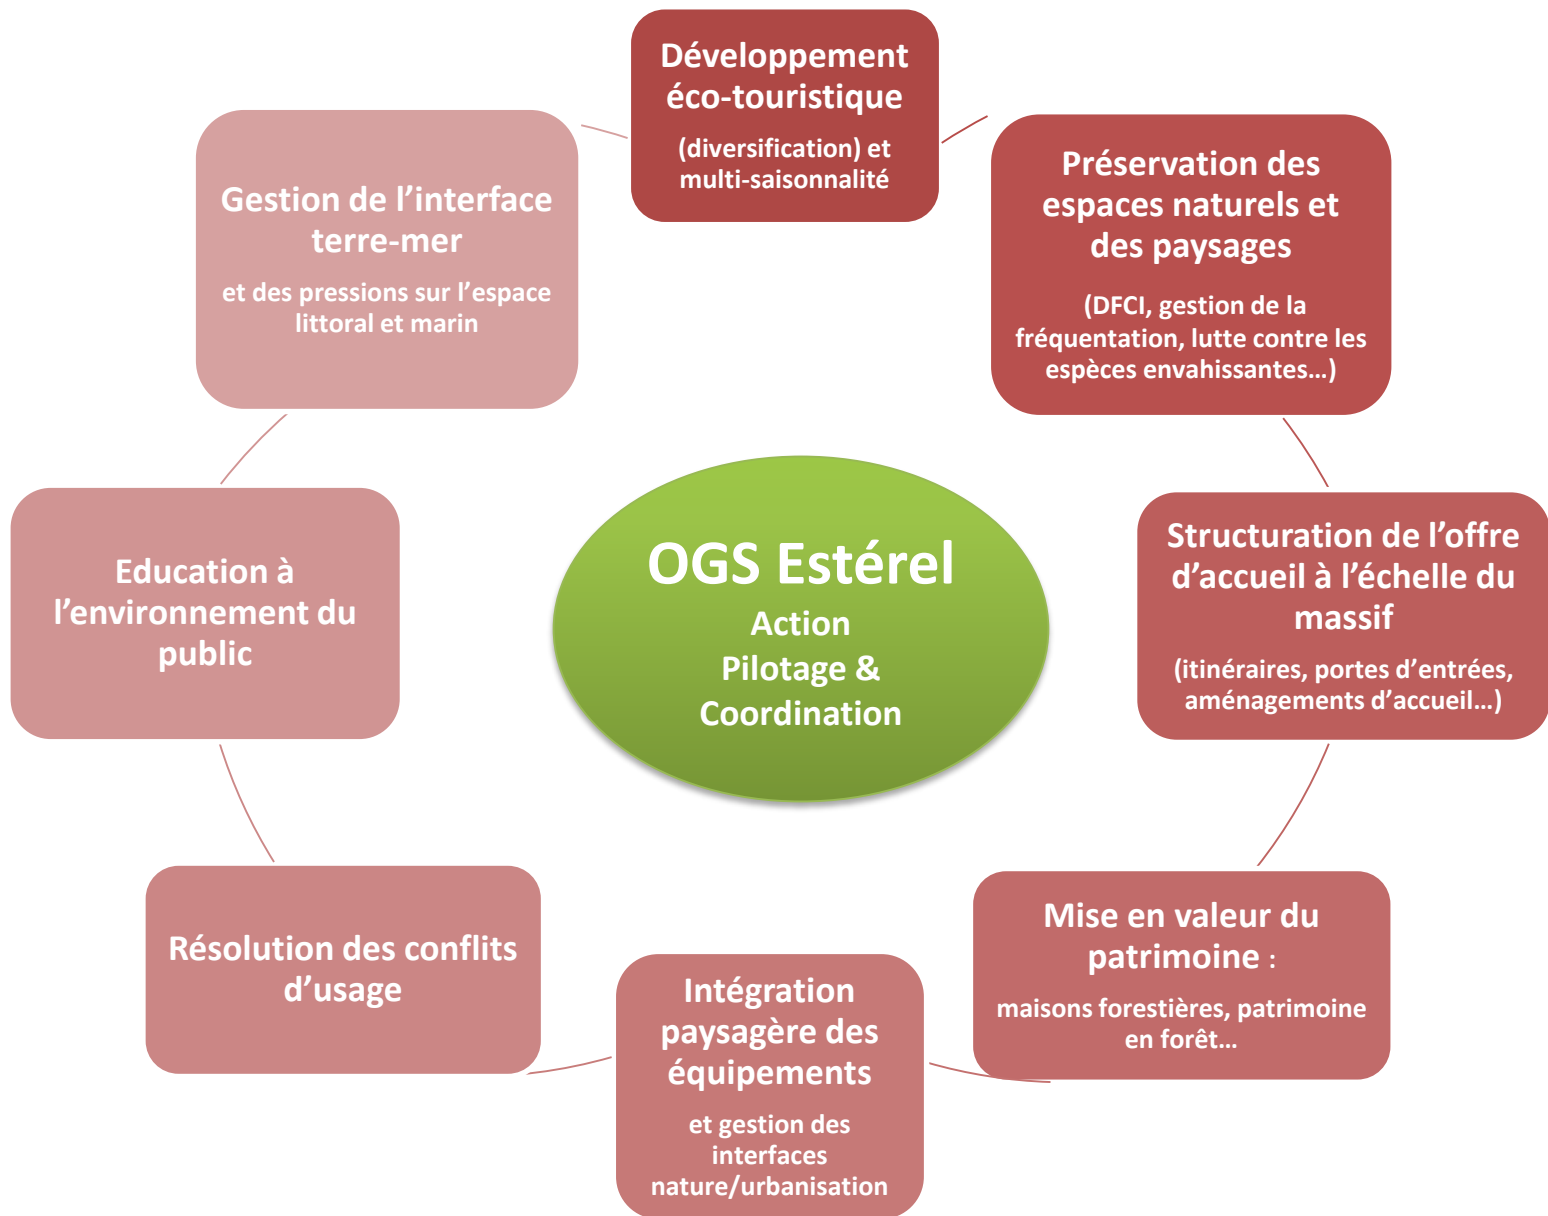 Développement
éco-touristique
(diversification) et
multi-saisonnalité
Préservation des
espaces naturels et
des paysages
(DFCI, gestion de la
fréquentation, lutte contre les
espèces envahissantes…)
Structuration de l’offre
d’accueil à l’échelle du
massif
(itinéraires, portes d’entrées,
aménagements d’accueil…)
Mise en valeur du
patrimoine :
maisons forestières, patrimoine
en forêt…
Intégration
paysagère des
équipements
et gestion des
interfaces
nature/urbanisation
Résolution des conflits
d’usage
Education à
l’environnement du
public
Gestion de l’interface
terre-mer
et des pressions sur l’espace
littoral et marin
OGS Estérel
Action
Pilotage &
Coordination